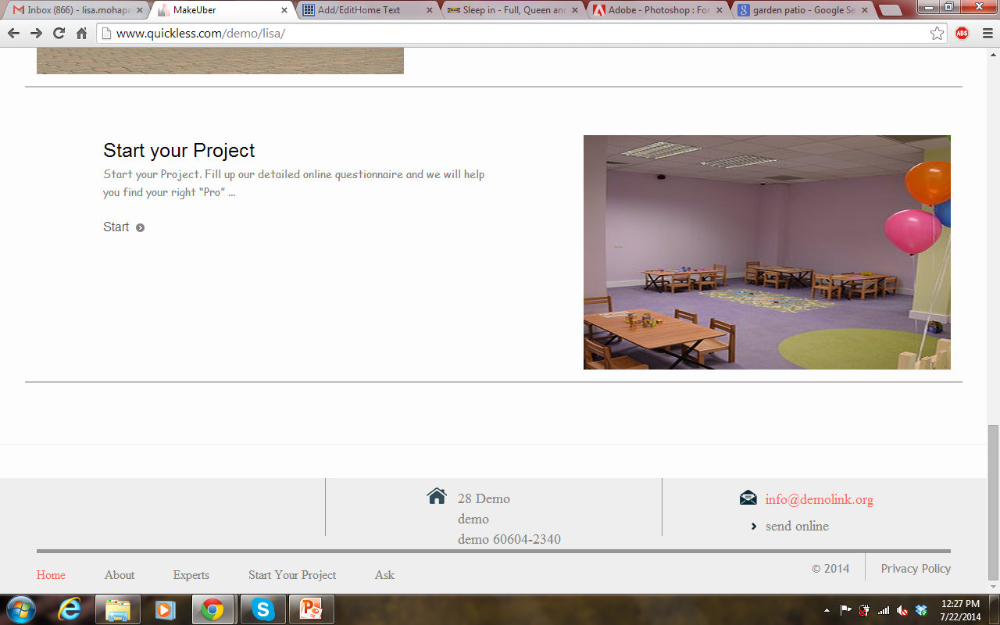 Inbox (866) - lisa.mohapa
MakeUber
Add/EditHome Text
Sleep in - Full, Queen and
Adobe - Photoshop : For
garden patio - Google Se
www.quickless.com/demo/lisa/
ABS
Start your Project
Start your Project. Fill up our detailed online questionnaire and we will help
you find your right “Pro” ...
Start
28 Demo
demo
demo 60604-2340
info@demolink.org
send online
Home About Experts Start Your Project Ask
© 2014 Privacy Policy
12:27 PM
7/22/2014